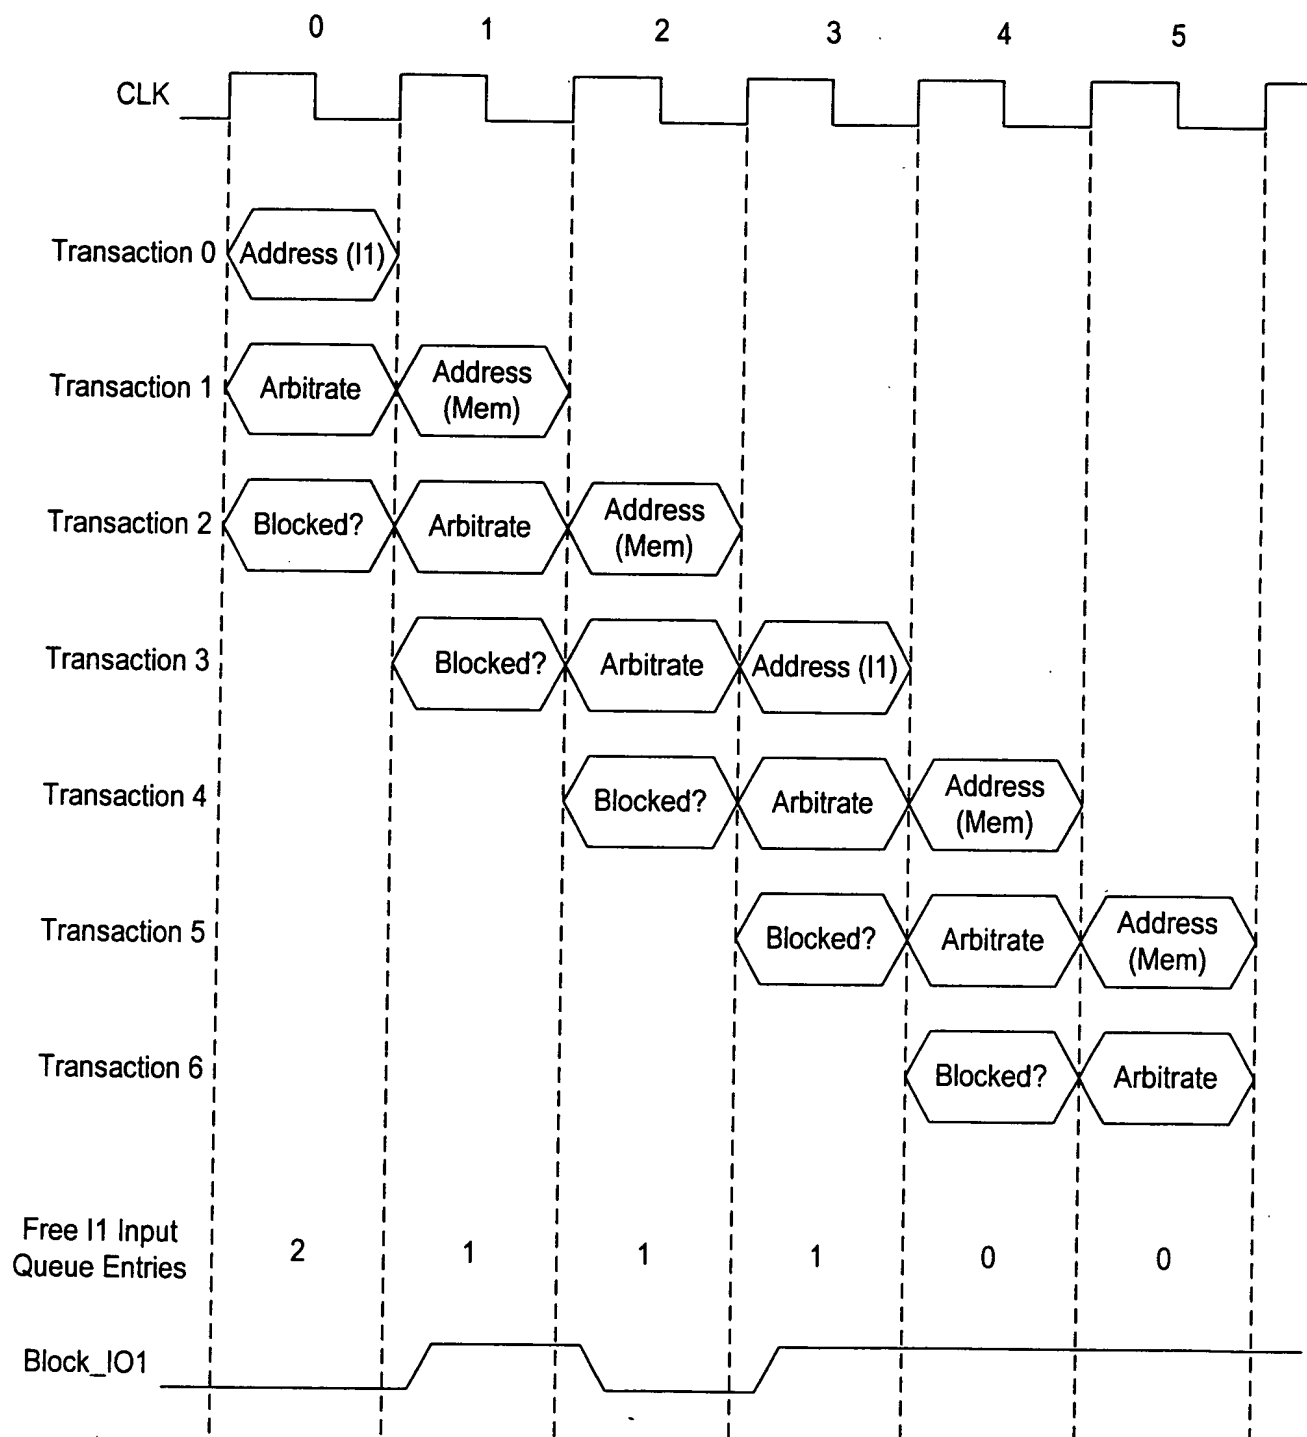 0 1 2 3 4 5
CLK
Transaction 0 Address (I1)
Transaction 1 Arbitrate Address
(Mem)
Transaction 2 Blocked? Arbitrate Address
(Mem)
Transaction 3 Blocked? Arbitrate Address (I1)
Transaction 4 Blocked? Arbitrate Address
(Mem)
Transaction 5 Blocked? Arbitrate Address
(Mem)
Transaction 6 Blocked? Arbitrate
Free I1 Input
Queue Entries 2 1 1 1 0 0
Block_IO1